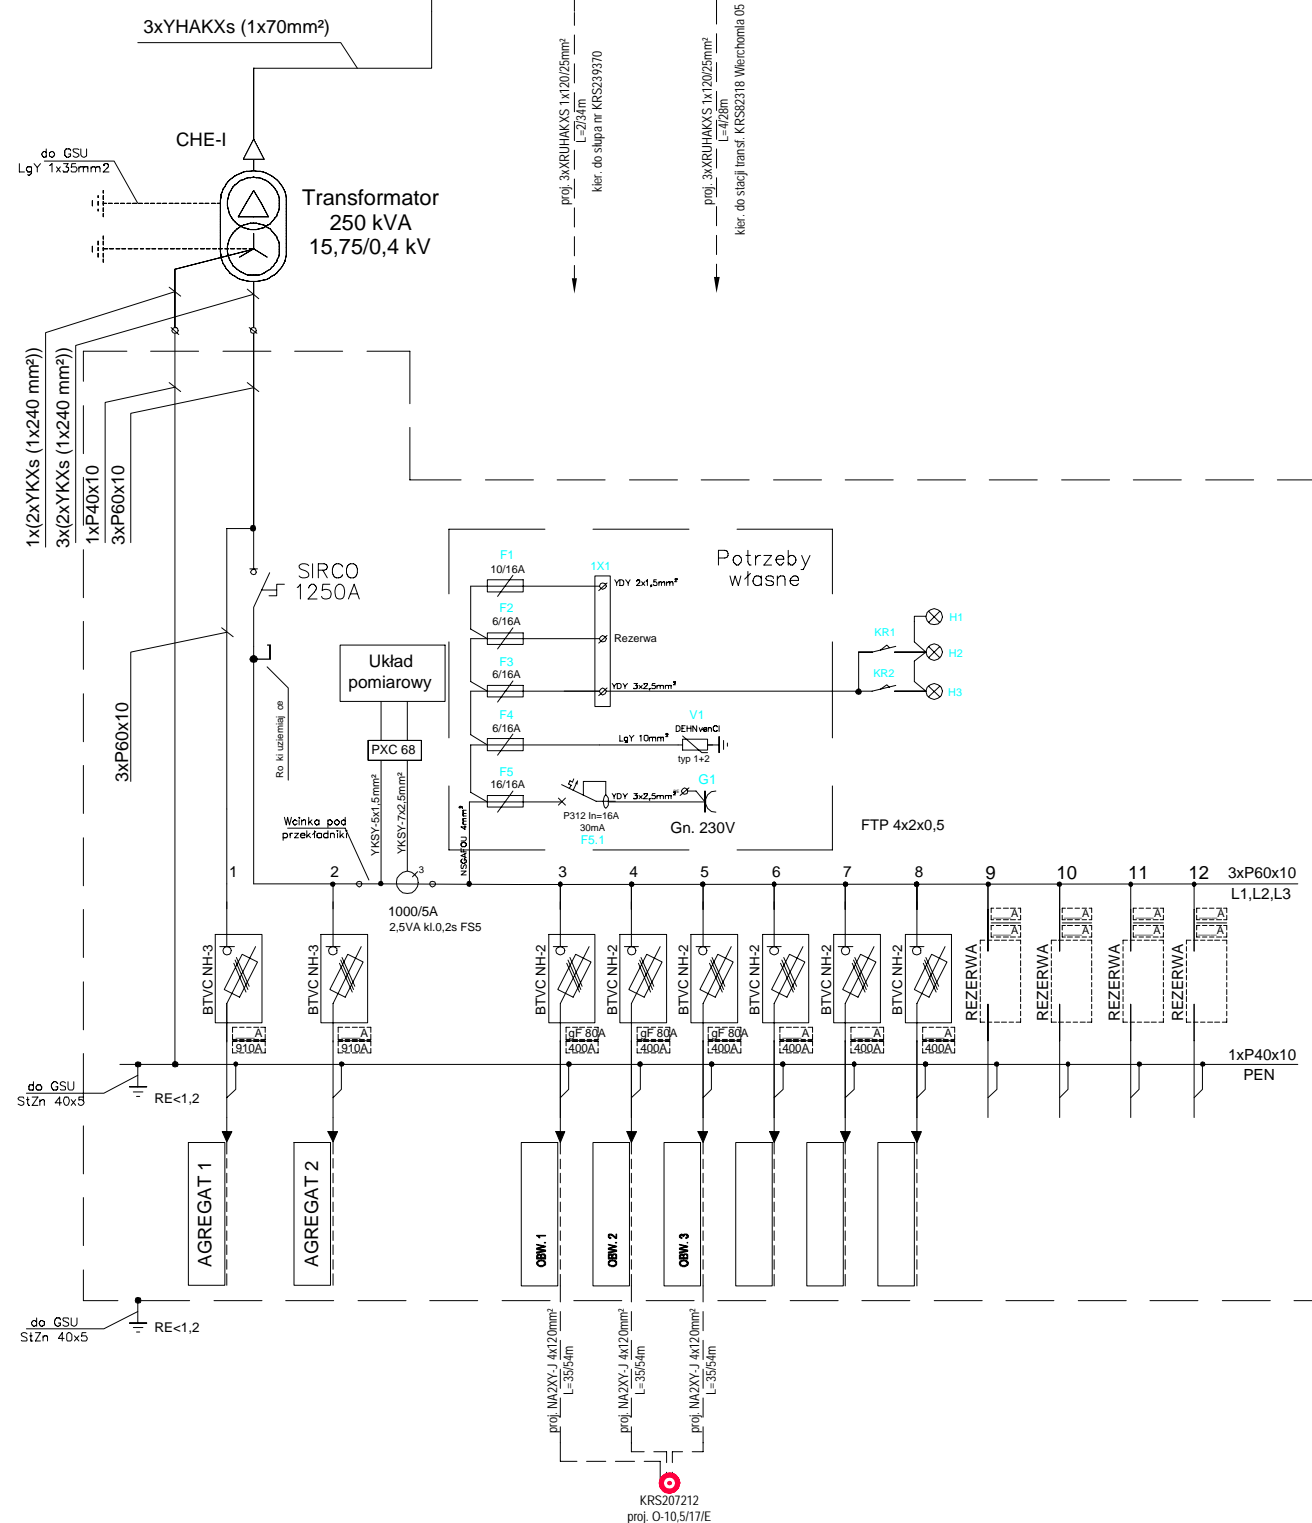 3xYHAKXs (1x70mm²)
CHE-I
do GSU
LgY 1x35mm2
Transformator
250 kVA
15,75/0,4 kV
proj. 3xXRUHAKXS 1x120/25mm²
L=2/34m
kier. do słupa nr KRS239370
proj. 3xXRUHAKXS 1x120/25mm²
L=4/28m
kier. do stacji transf. KRS82318 Wierchomla 05
1x(2xYKXs (1x240 mm²))
3x(2xYKXs (1x240 mm²))
1xP40x10
3xP60x10
SIRCO
1250A
3xP60x10
Ro ki uziemiaj ce
Układ
pomiarowy
PXC 68
YKSY-5x1,5mm²
YKSY-7x2,5mm²
Wcinka pod
przekładniki
NSGAFOU 4mm²
Potrzeby
własne
F1
10/16A
1X1
YDY 2x1,5mm²
F2
6/16A
Rezerwa
F3
6/16A
YDY 3x2,5mm²
KR1
KR2
H1
H2
H3
F4
6/16A
LgY 10mm²
V1
DEHNvenCI
typ 1+2
F5
16/16A
P312 In=16A
30mA
F5.1
YDY 3x2,5mm²
G1
Gn. 230V
FTP 4x2x0,5
1 2 3 3 4 5 6 7 8 9 10 11 12
3xP60x10
L1,L2,L3
1000/5A
2,5VA kl.0,2s FS5
BTVC NH-3
A
910A
BTVC NH-3
A
910A
BTVC NH-2
gF 80A
400A
BTVC NH-2
gF 80A
400A
BTVC NH-2
gF 80A
400A
BTVC NH-2
A
400A
BTVC NH-2
A
400A
BTVC NH-2
A
400A
A
A
REZERWA
A
A
REZERWA
A
A
REZERWA
A
A
REZERWA
1xP40x10
PEN
do GSU
StZn 40x5
RE<1,2
AGREGAT 1
AGREGAT 2
OBW. 1
OBW. 2
OBW. 3
do GSU
StZn 40x5
RE<1,2
proj. NA2XY-J 4x120mm²
L=35/54m
proj. NA2XY-J 4x120mm²
L=35/54m
proj. NA2XY-J 4x120mm²
L=35/54m
KRS207212
proj. O-10,5/17/E